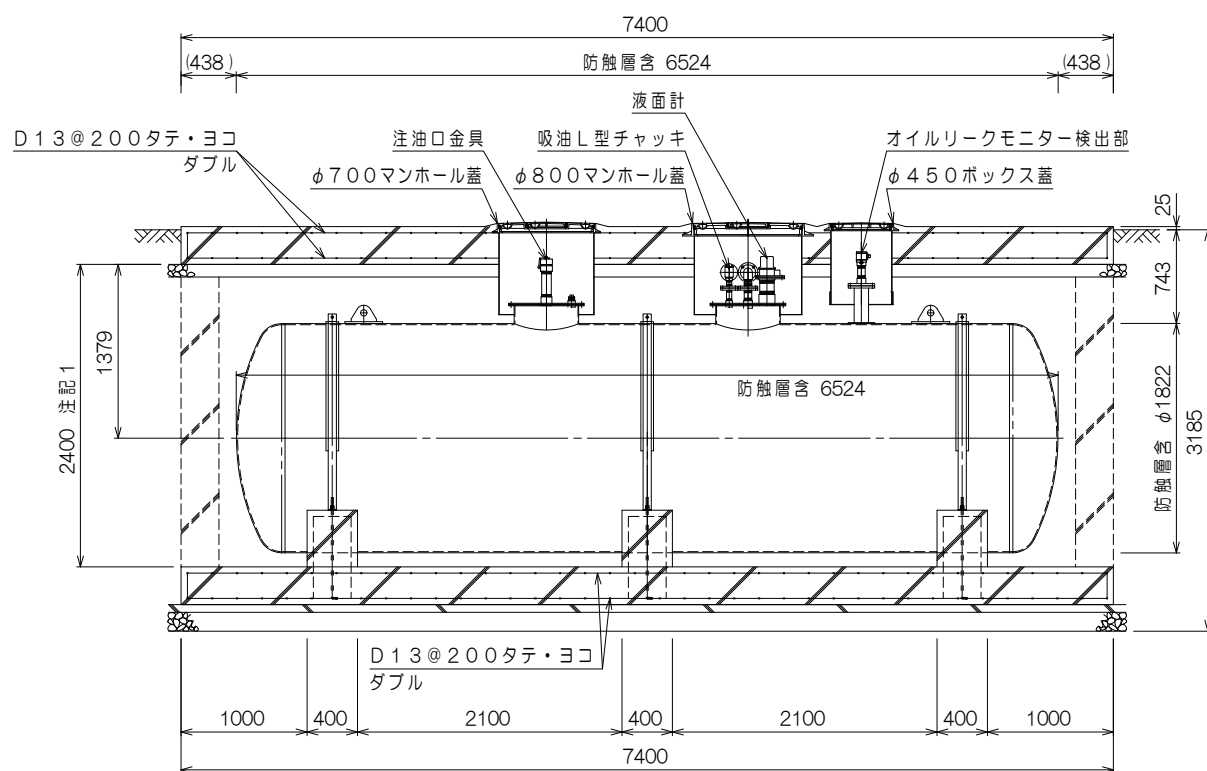 7400
(438)
防触層含 6524
(438)
液面計
D13@200タテ・ヨコ
ダブル
注油口金具
吸油L型チャッキ
オイルリークモニター検出部
φ700マンホール蓋
φ800マンホール蓋
φ450ボックス蓋
25
743
1379
2400 注記1
防触層含 6524
防触層含 φ1822
3185
D13@200タテ・ヨコ
ダブル
1000
400
2100
400
2100
400
1000
7400